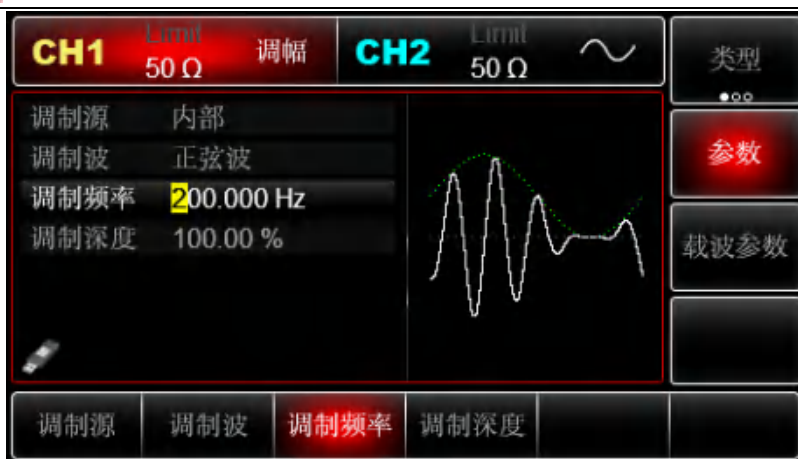 CH1 Limit 50 Ω 调幅
CH2 Limit 50 Ω
类型
调制源 内部
调制波 正弦波
调制频率 200.000 Hz
调制深度 100.00 %
参数
载波参数
调制源 调制波 调制频率 调制深度